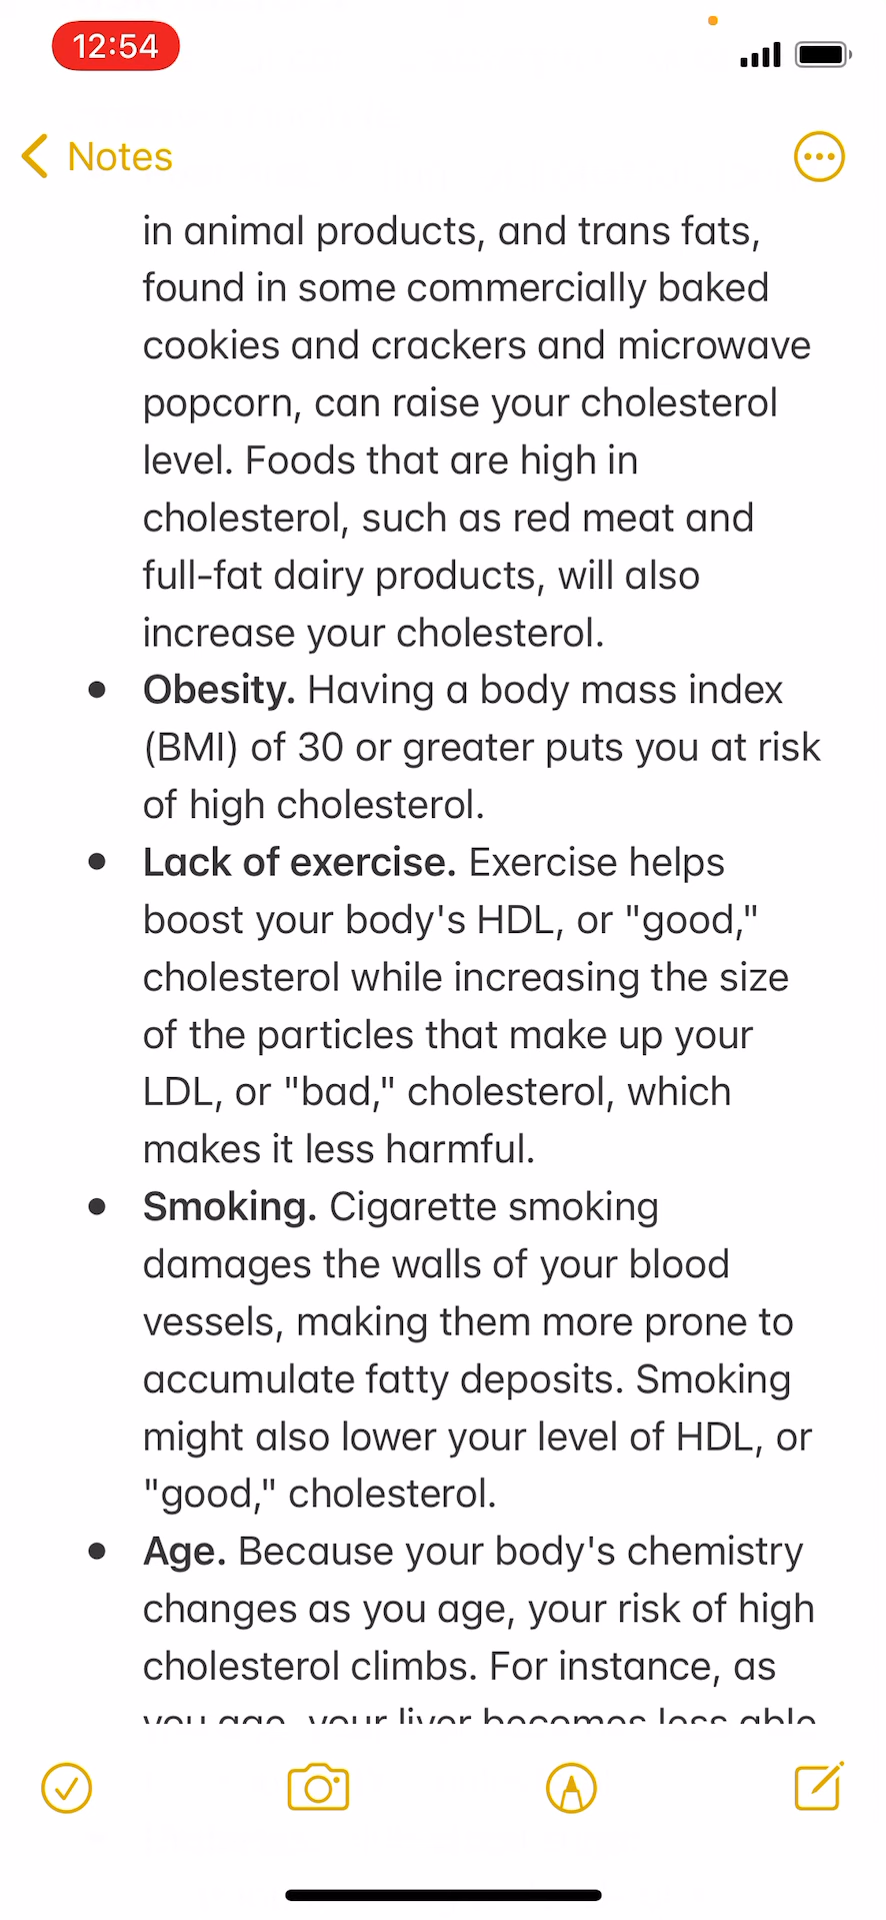 12:54
Notes
in animal products, and trans fats,
found in some commercially baked
cookies and crackers and microwave
popcorn, can raise your cholesterol
level. Foods that are high in
cholesterol, such as red meat and
full-fat dairy products, will also
increase your cholesterol.
• Obesity. Having a body mass index
(BMI) of 30 or greater puts you at risk
of high cholesterol.
• Lack of exercise. Exercise helps
boost your body's HDL, or "good,"
cholesterol while increasing the size
of the particles that make up your
LDL, or "bad," cholesterol, which
makes it less harmful.
• Smoking. Cigarette smoking
damages the walls of your blood
vessels, making them more prone to
accumulate fatty deposits. Smoking
might also lower your level of HDL, or
"good," cholesterol.
• Age. Because your body's chemistry
changes as you age, your risk of high
cholesterol climbs. For instance, as
you age, your liver becomes less able